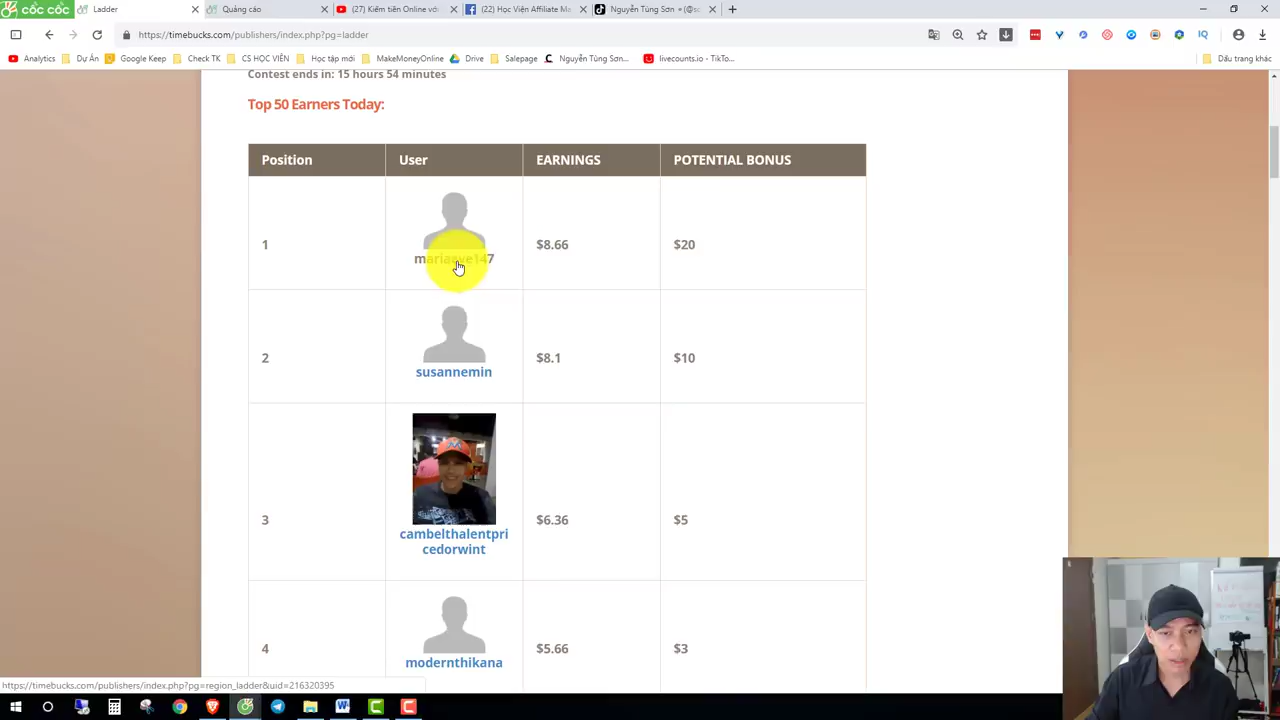 cốc cốc
Ladder
Quảng cáo
(27) Kiếm tiền Online với
(22) Học Viện Affiliate Ma
Nguyễn Tùng Sơn
https://timebucks.com/publishers/index.php?pg=ladder
Analytics
Dự Án
Google Keep
Check TK
CS HỌC VIÊN
Học tập mới
MakeMoneyOnline
Drive
Salepage
Nguyễn Tùng Sơn...
livecounts.io - TikTo...
Dấu trang khác
Contest ends in: 15 hours 54 minutes
Top 50 Earners Today:
Position User EARNINGS POTENTIAL BONUS
1 mariaeve147 $8.66 $20
2 susannemin $8.1 $10
3 cambelthalentpri
cedorwint $6.36 $5
4 modernthikana $5.66 $3
https://timebucks.com/publishers/index.php?pg=region_ladder&uid=216320395